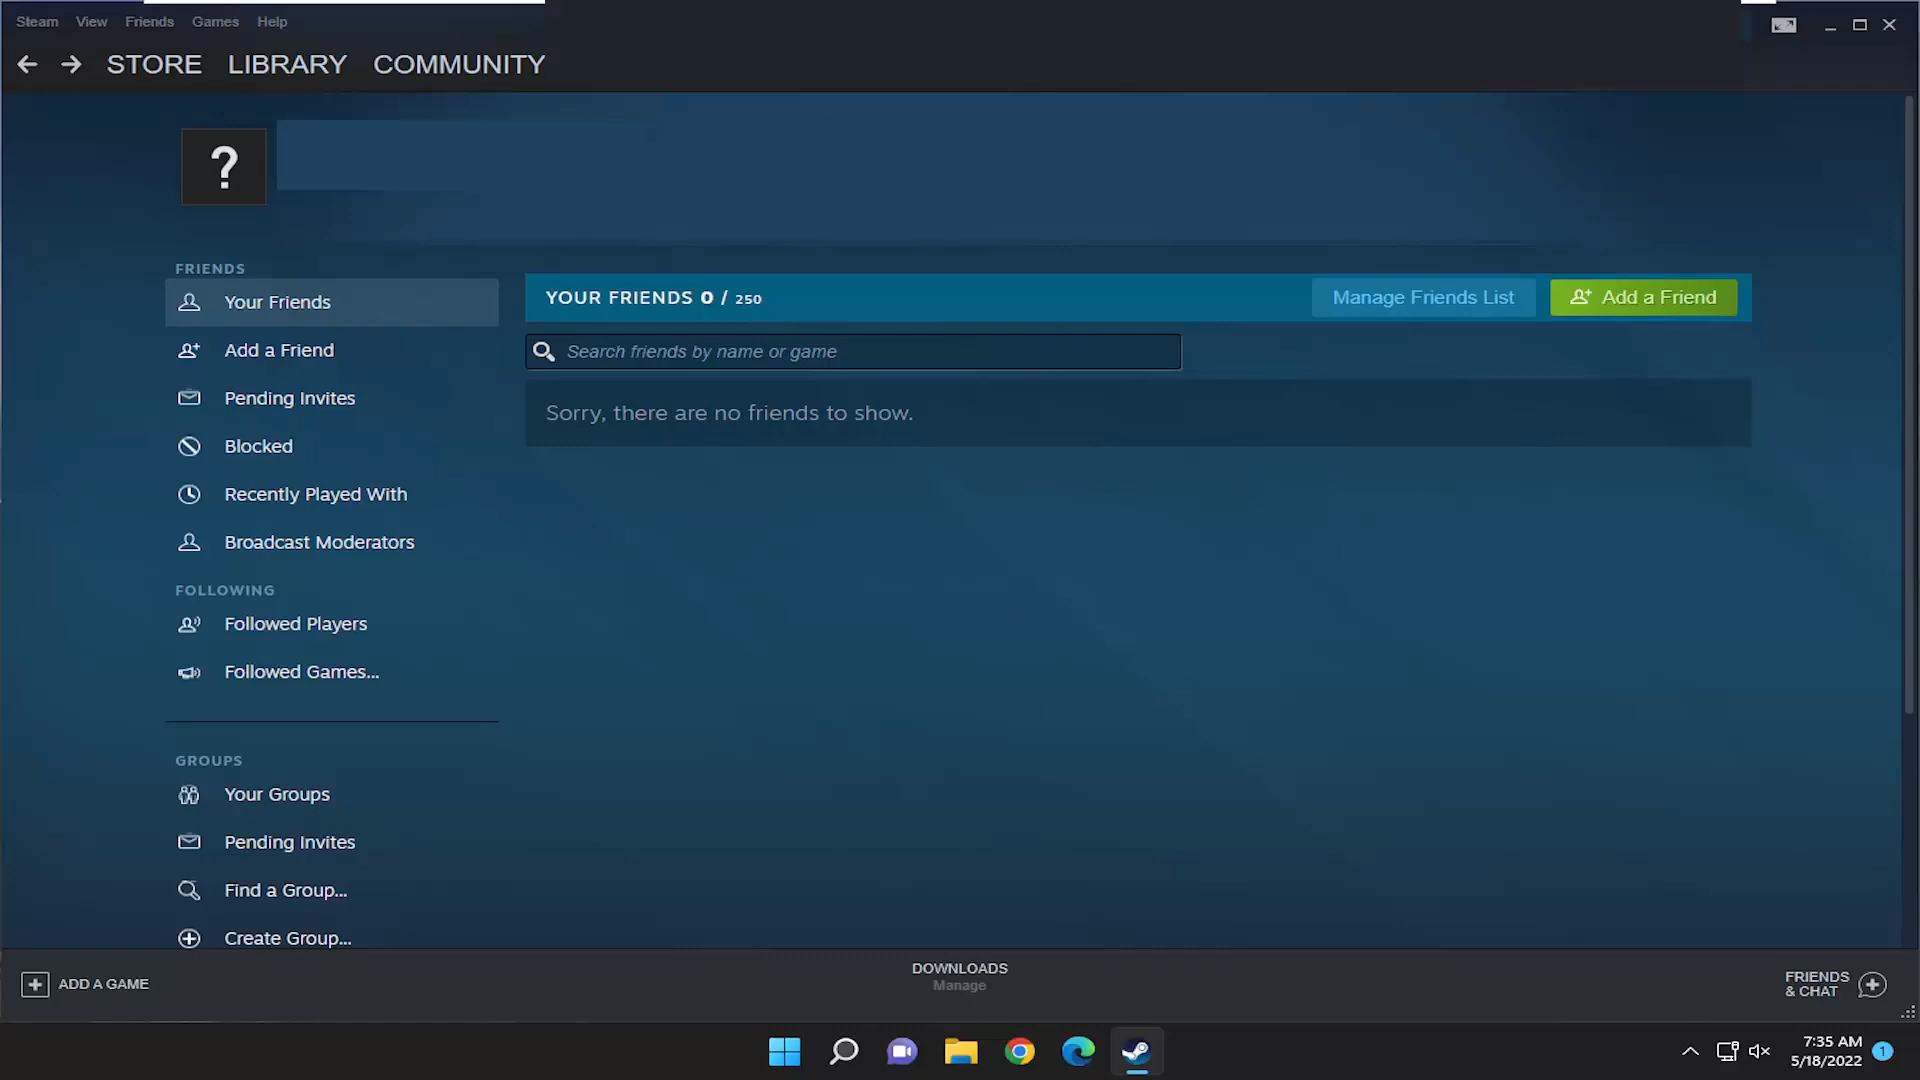 Steam View Friends Games Help
STORE LIBRARY COMMUNITY
?
FRIENDS
Your Friends
Add a Friend
Pending Invites
Blocked
Recently Played With
Broadcast Moderators
FOLLOWING
Followed Players
Followed Games...
GROUPS
Your Groups
Pending Invites
Find a Group...
Create Group...
YOUR FRIENDS 0 / 250
Manage Friends List
Add a Friend
Search friends by name or game
Sorry, there are no friends to show.
ADD A GAME
DOWNLOADS
Manage
FRIENDS
& CHAT
7:35 AM
5/18/2022
1